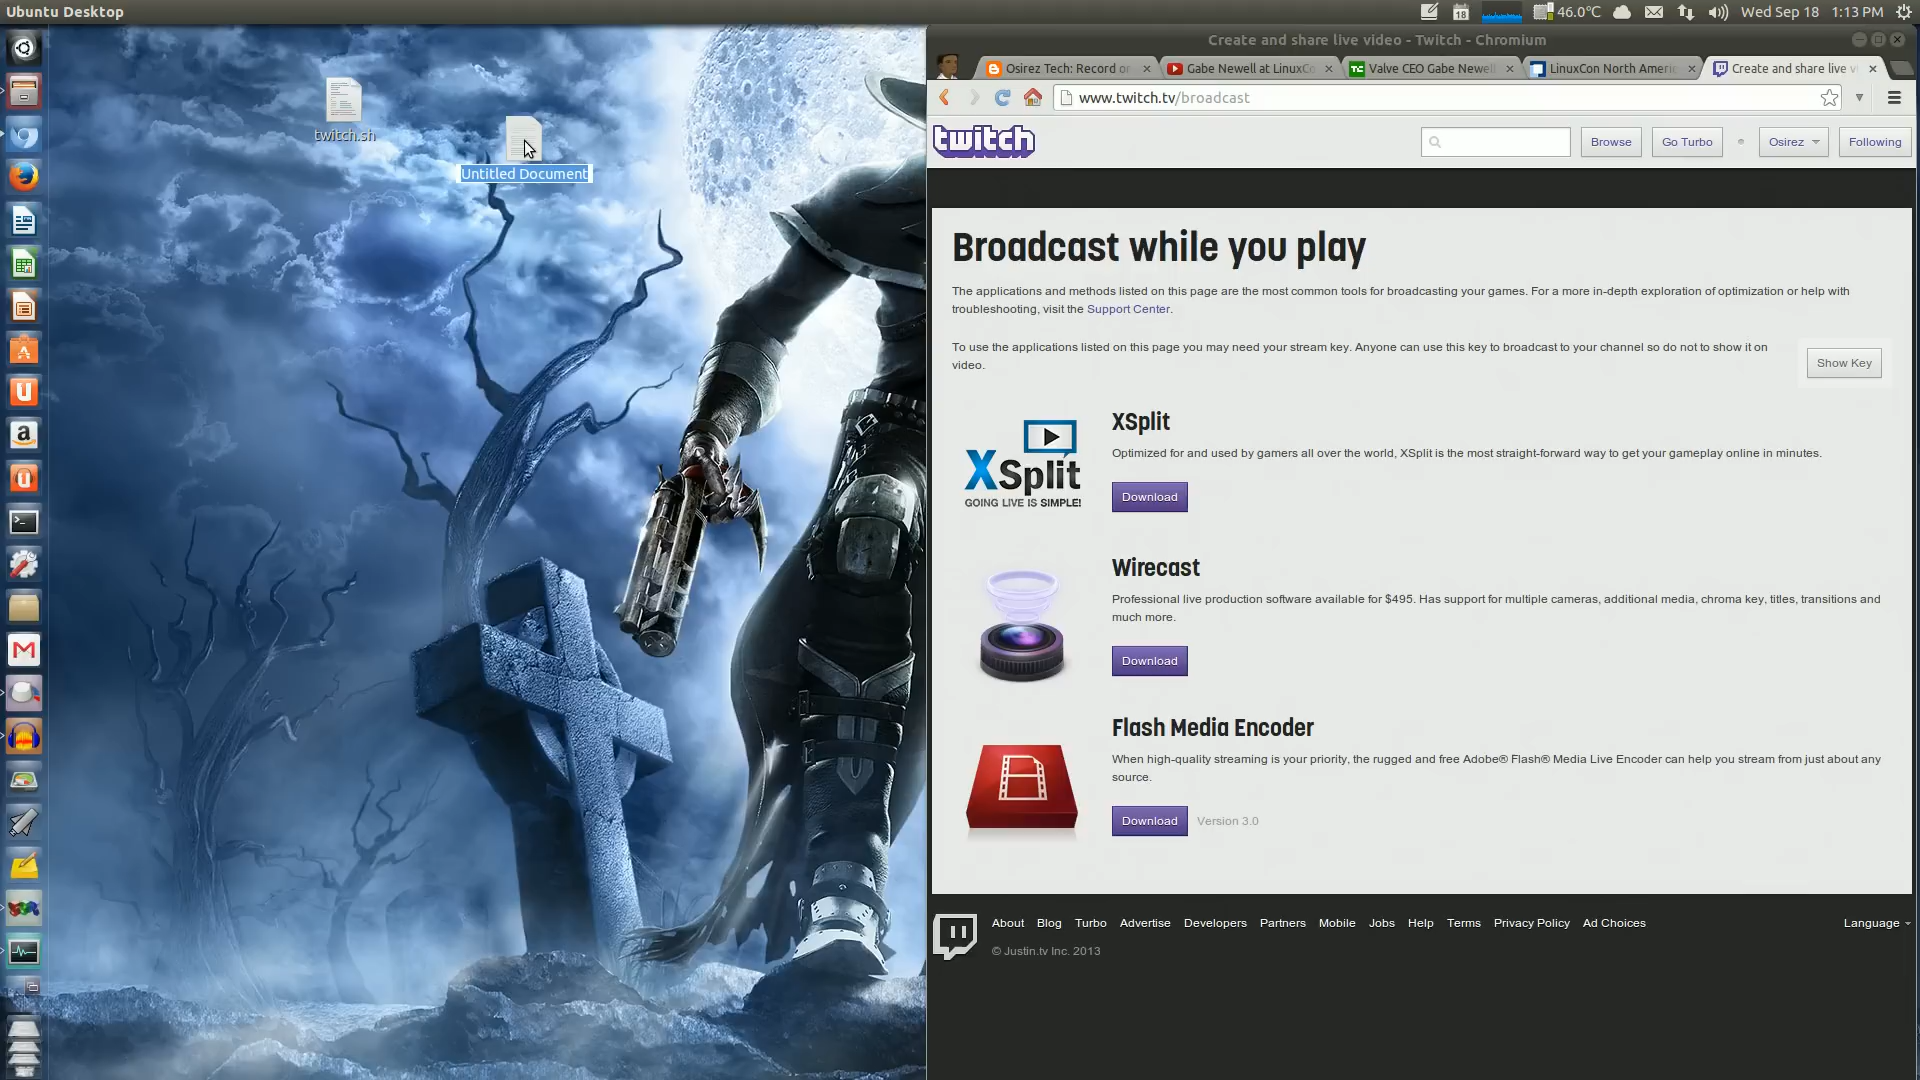 Ubuntu Desktop
18
46.0°C
Wed Sep 18
1:13 PM
twitch.sh
Untitled Document
Create and share live video - Twitch - Chromium
Osirez Tech: Record or
Gabe Newell at LinuxCo
Valve CEO Gabe Newell
LinuxCon North Americ
Create and share live v
www.twitch.tv/broadcast
twitch
Browse
Go Turbo
Osirez
Following
Broadcast while you play
The applications and methods listed on this page are the most common tools for broadcasting your games. For a more in-depth exploration of optimization or help with
troubleshooting, visit the Support Center.
To use the applications listed on this page you may need your stream key. Anyone can use this key to broadcast to your channel so do not to show it on
video.
Show Key
XSplit
GOING LIVE IS SIMPLE!
XSplit
Optimized for and used by gamers all over the world, XSplit is the most straight-forward way to get your gameplay online in minutes.
Download
Wirecast
Professional live production software available for $495. Has support for multiple cameras, additional media, chroma key, titles, transitions and
much more.
Download
Flash Media Encoder
When high-quality streaming is your priority, the rugged and free Adobe® Flash® Media Live Encoder can help you stream from just about any
source.
Download Version 3.0
About Blog Turbo Advertise Developers Partners Mobile Jobs Help Terms Privacy Policy Ad Choices
Language
© Justin.tv Inc. 2013